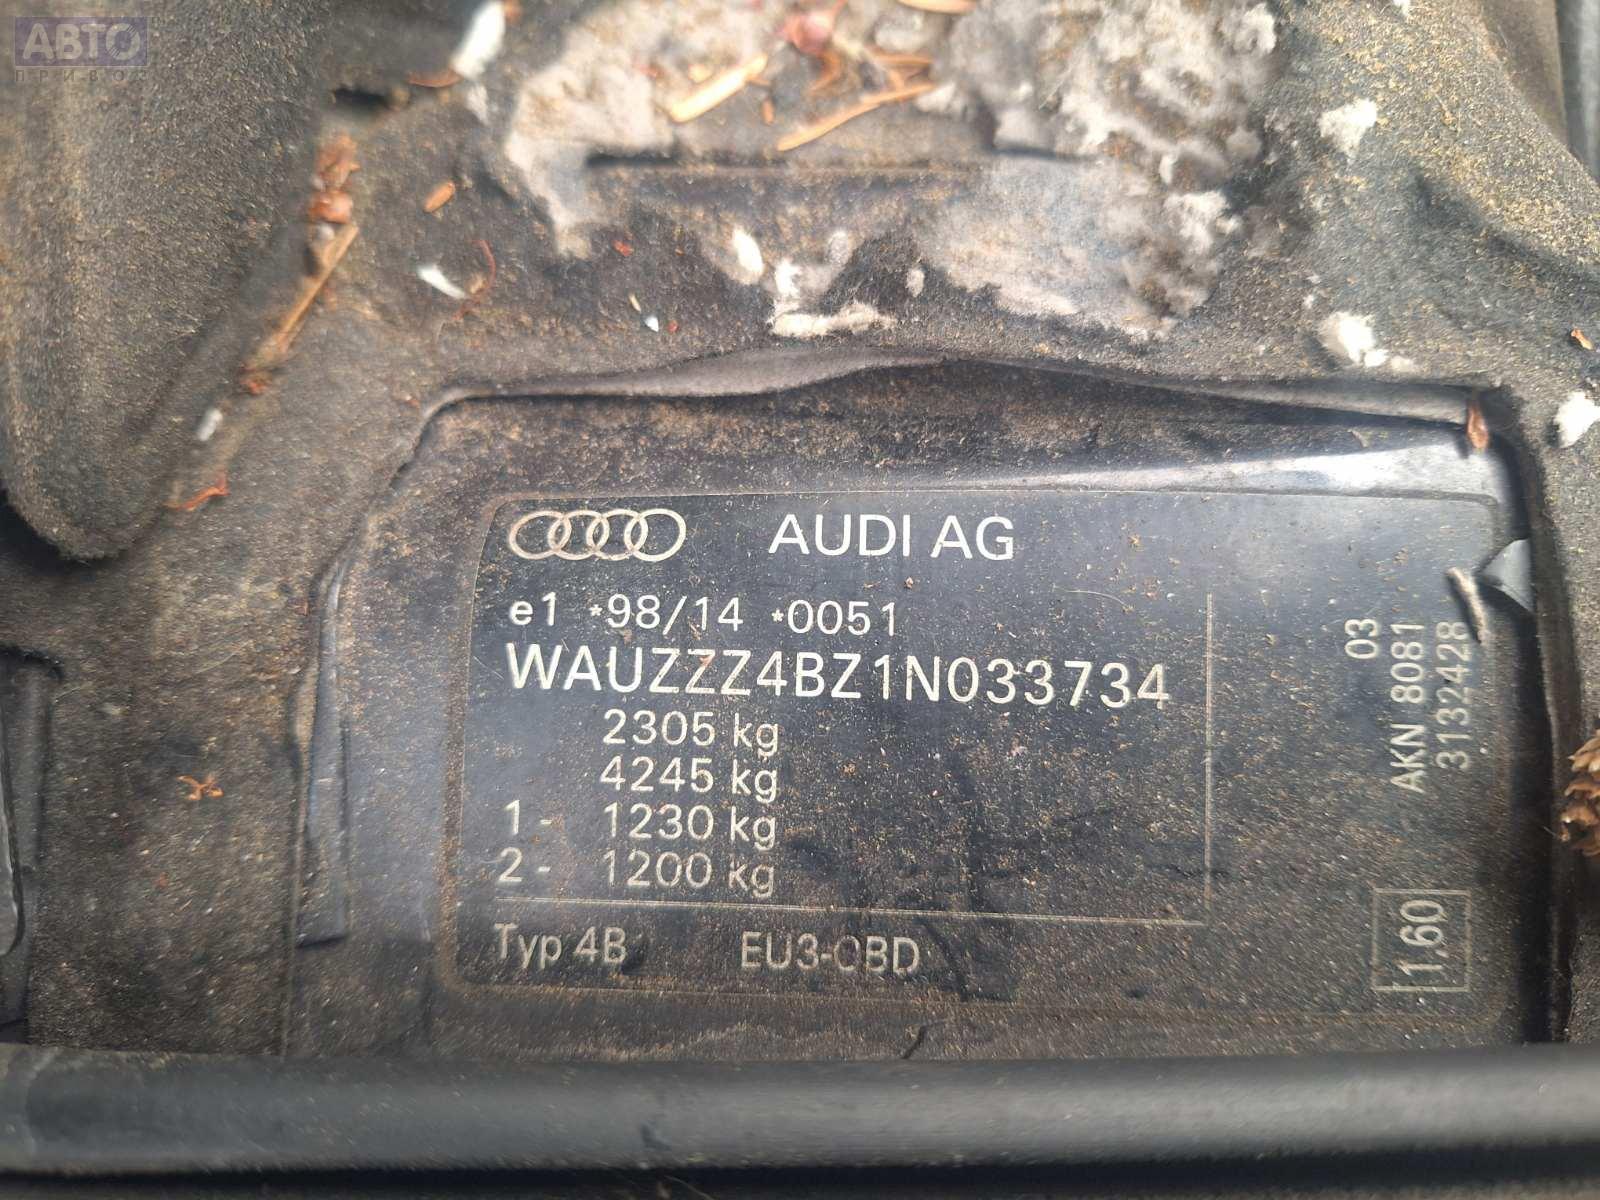 АВТО
ПРИВОЗ
AUDI AG
e1 *98/14 *0051
WAUZZZ4BZ1N033734
2305 kg
4245 kg
1 - 1230 kg
2 - 1200 kg
Typ 4B EU3-OBD
03
AKN 8081
3132428
1.60